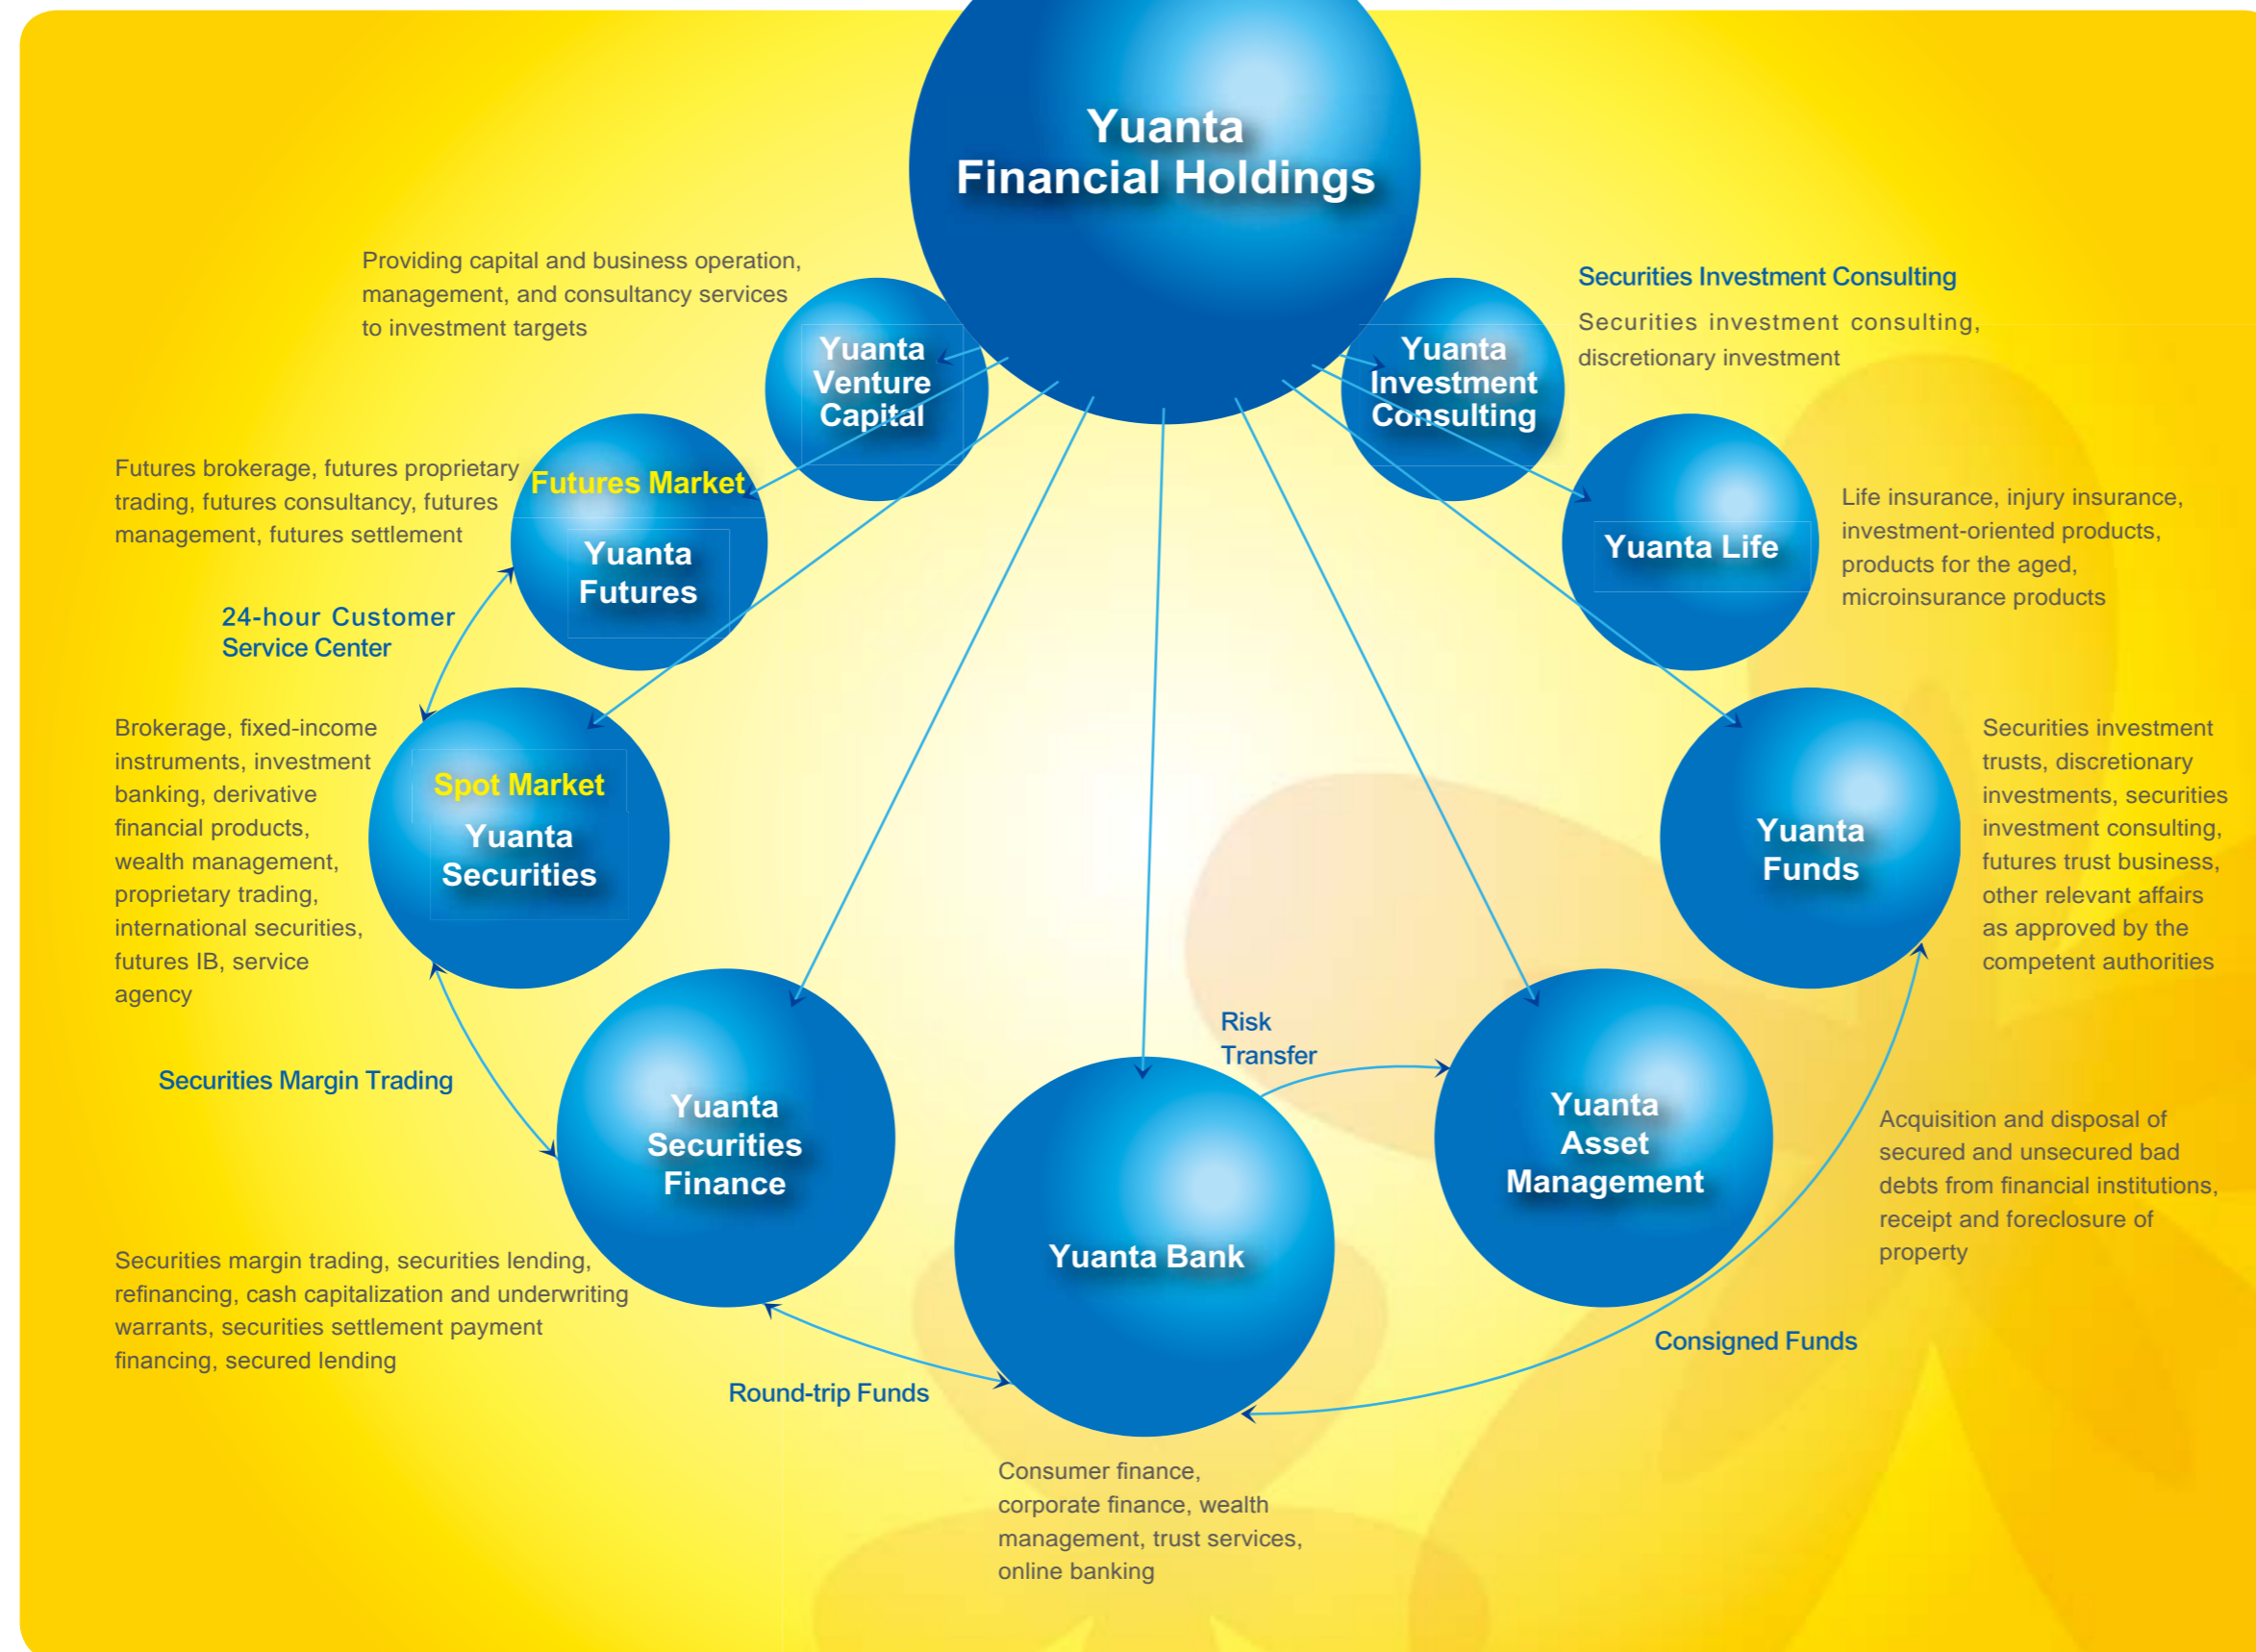 Yuanta
Financial Holdings
Providing capital and business operation,
management, and consultancy services
to investment targets
Yuanta
Venture
Capital
Yuanta
Investment
Consulting
Securities Investment Consulting
Securities investment consulting,
discretionary investment
Futures brokerage, futures proprietary
trading, futures consultancy, futures
management, futures settlement
Futures Market
Yuanta
Futures
Yuanta Life
Life insurance, injury insurance,
investment-oriented products,
products for the aged,
microinsurance products
24-hour Customer
Service Center
Brokerage, fixed-income
instruments, investment
banking, derivative
financial products,
wealth management,
proprietary trading,
international securities,
futures IB, service
agency
Spot Market
Yuanta
Securities
Yuanta
Funds
Securities investment
trusts, discretionary
investments, securities
investment consulting,
futures trust business,
other relevant affairs
as approved by the
competent authorities
Securities Margin Trading
Yuanta
Securities
Finance
Risk
Transfer
Yuanta
Asset
Management
Acquisition and disposal of
secured and unsecured bad
debts from financial institutions,
receipt and foreclosure of
property
Securities margin trading, securities lending,
refinancing, cash capitalization and underwriting
warrants, securities settlement payment
financing, secured lending
Yuanta Bank
Round-trip Funds
Consigned Funds
Consumer finance,
corporate finance, wealth
management, trust services,
online banking